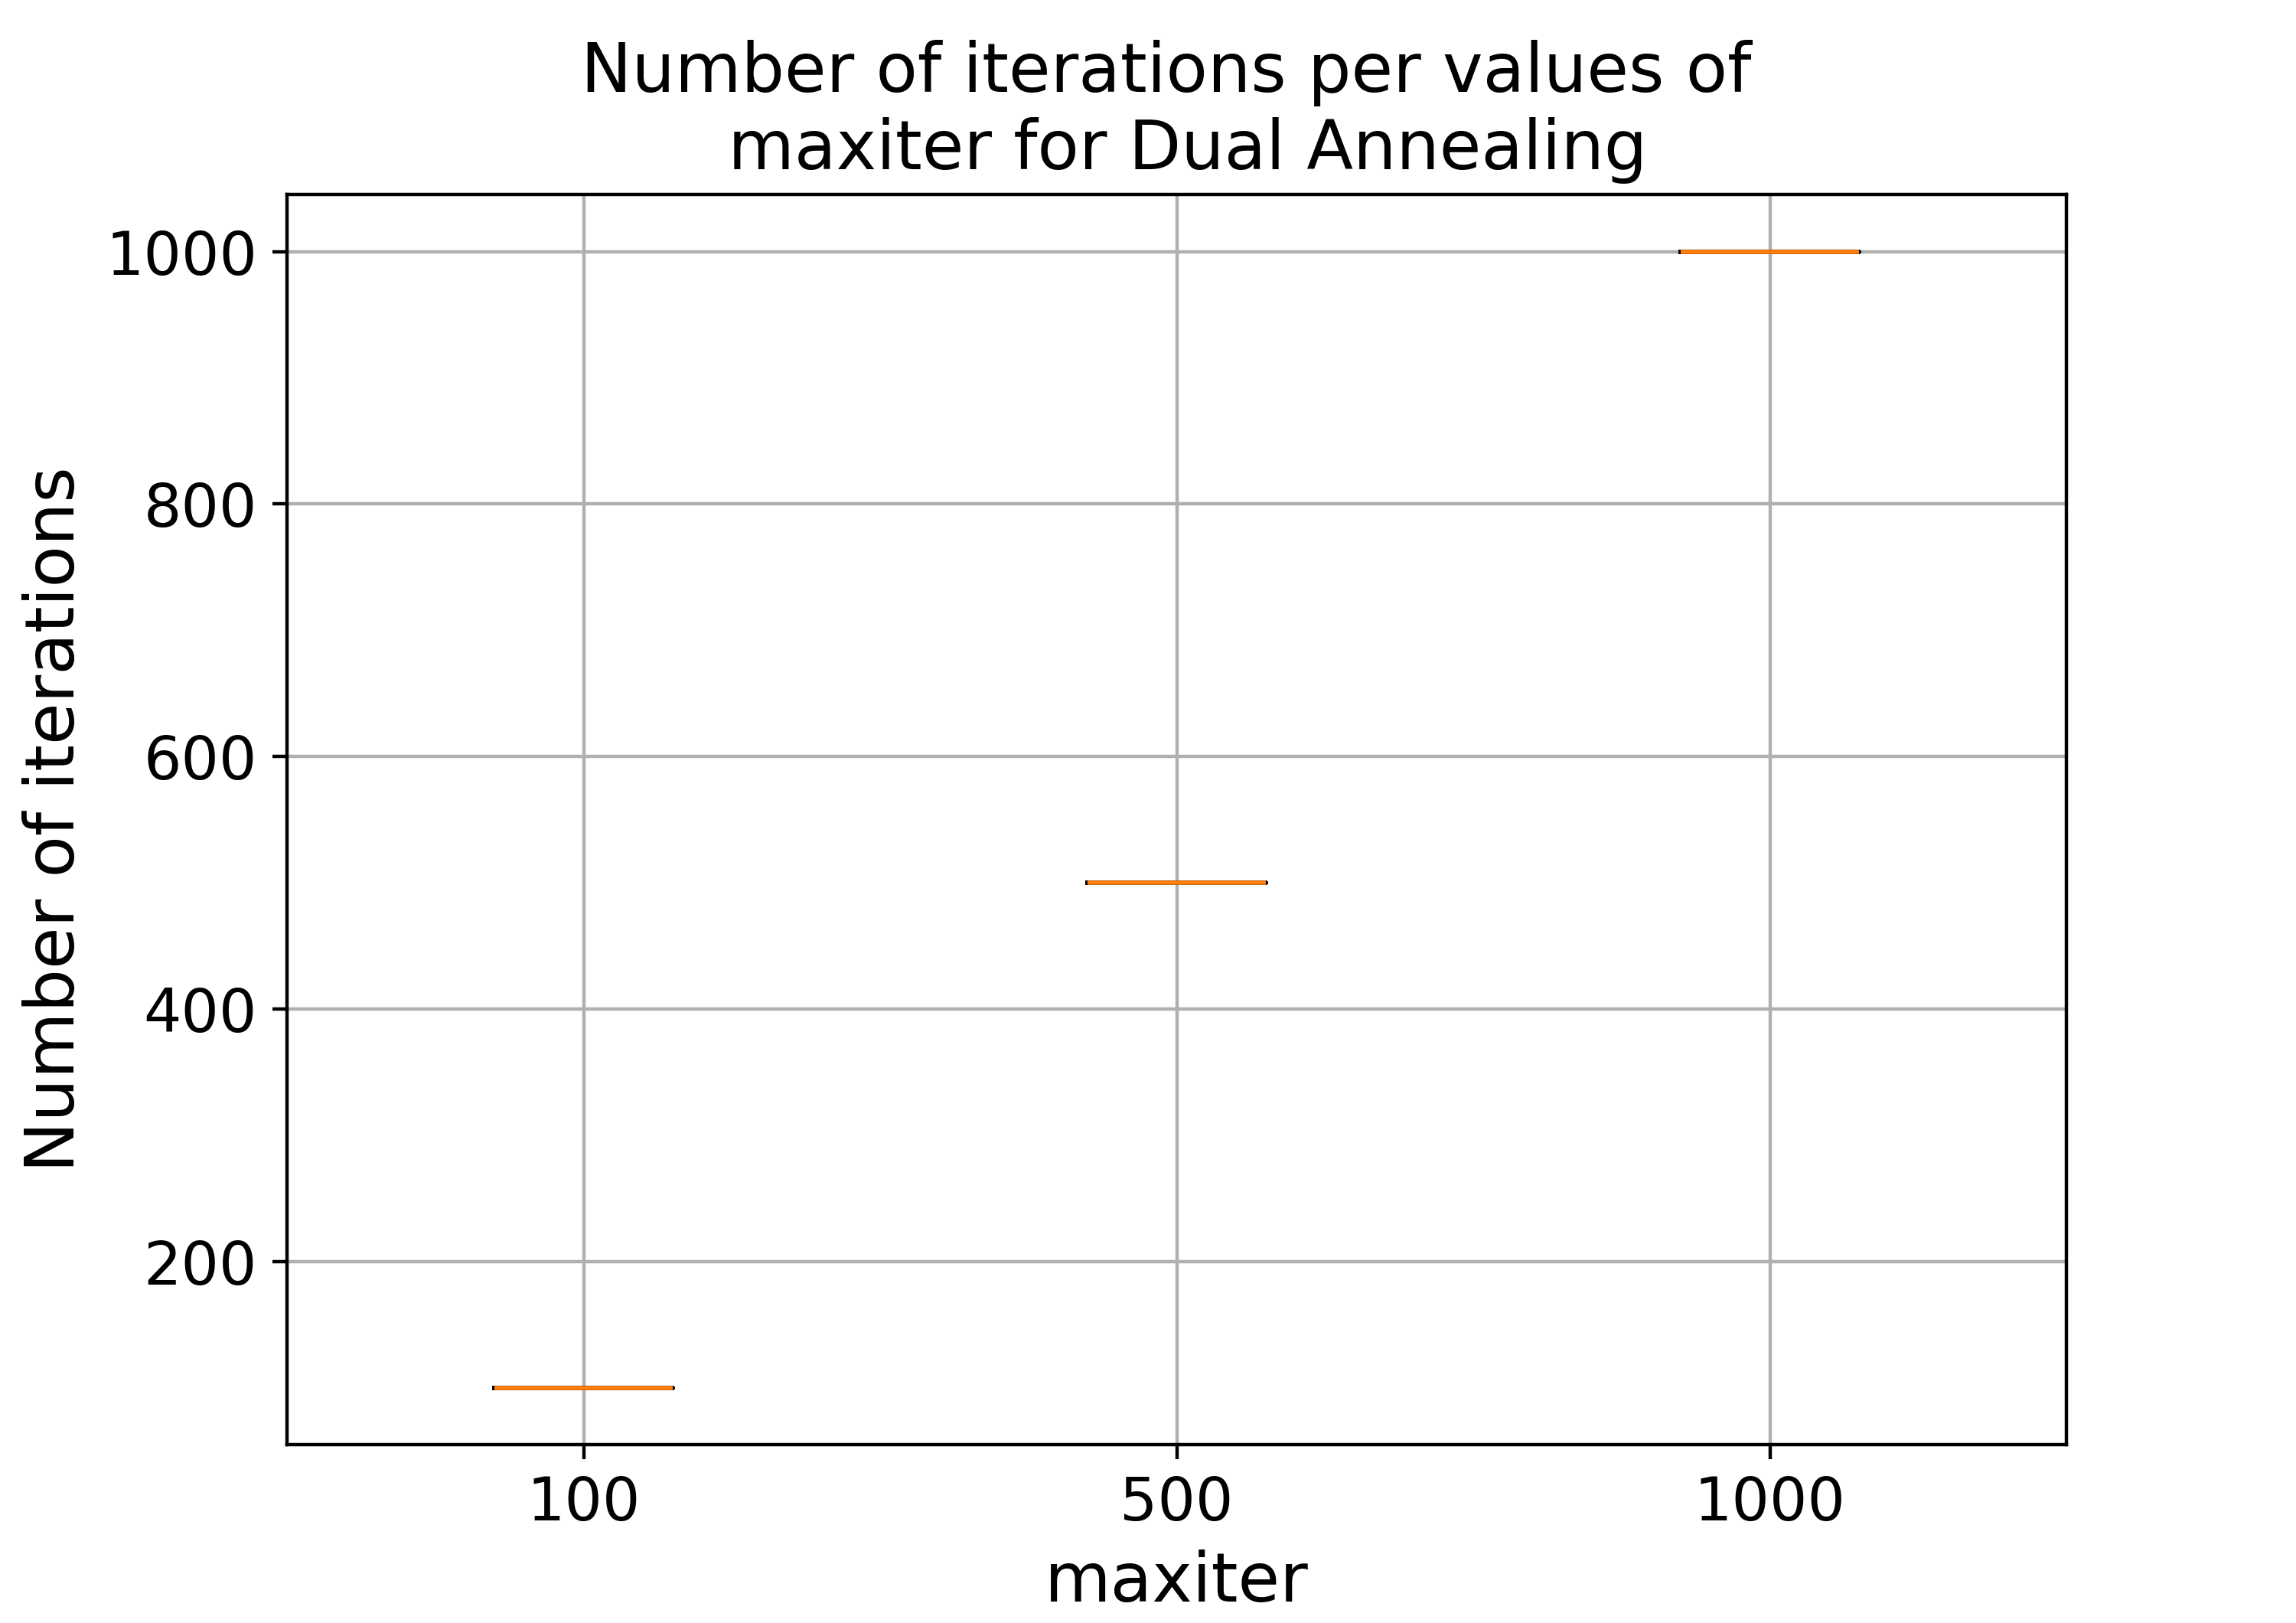 Number of iterations per values of
maxiter for Dual Annealing
Number of iterations
1000
800
600
400
200
100
500
1000
maxiter